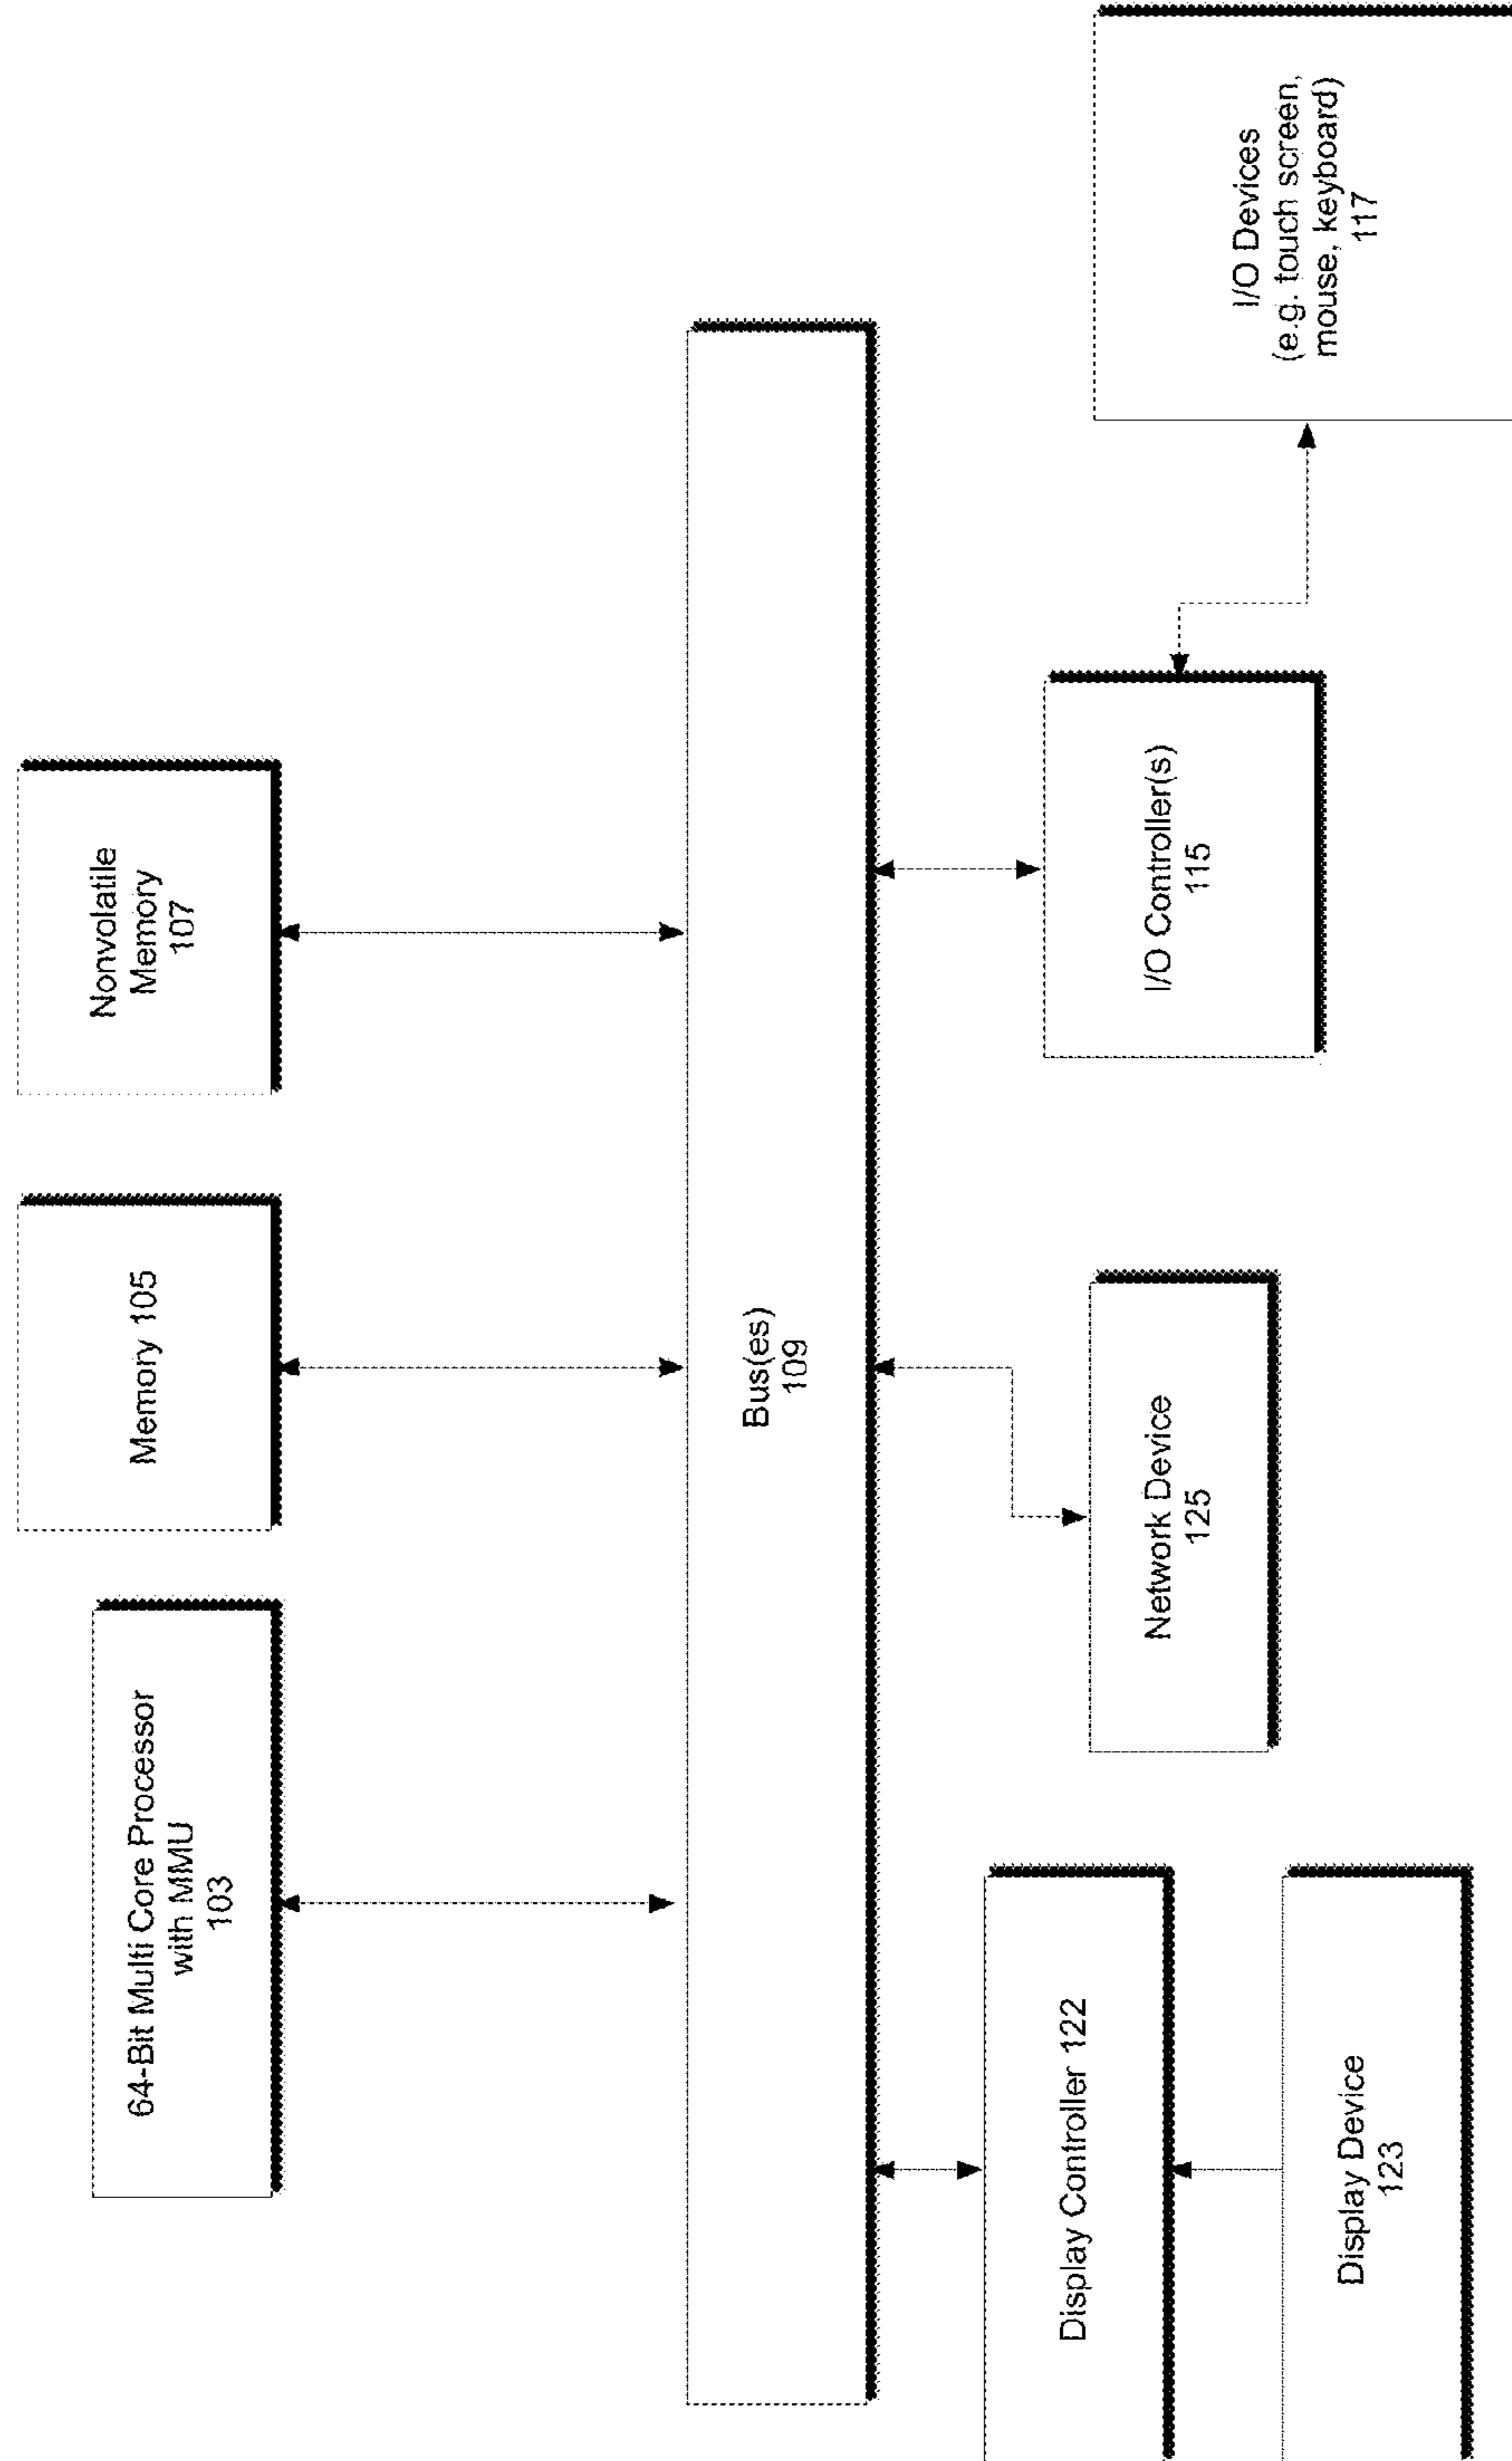 64-Bit Multi Core Processor
with MMU
103
Memory 105
Nonvolatile
Memory
107
Bus(es)
109
Display Controller 122
Network Device
125
I/O Controller(s)
115
I/O Devices
(e.g. touch screen,
mouse, keyboard)
117
Display Device
123